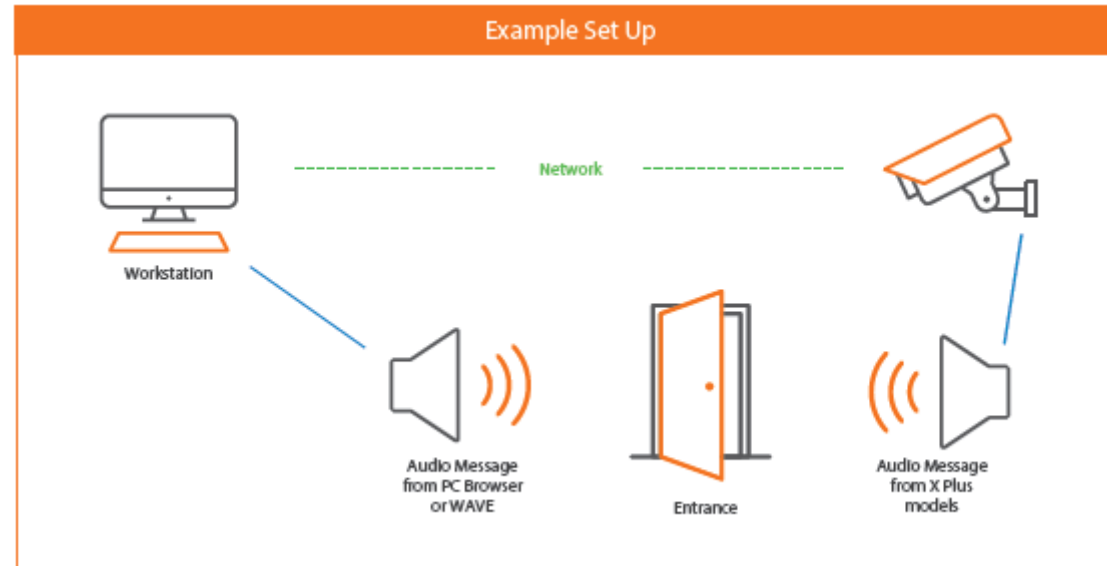 Example Set Up
Network
Workstation
Audio Message
from PC Browser
or WAVE
Entrance
Audio Message
from X Plus
models